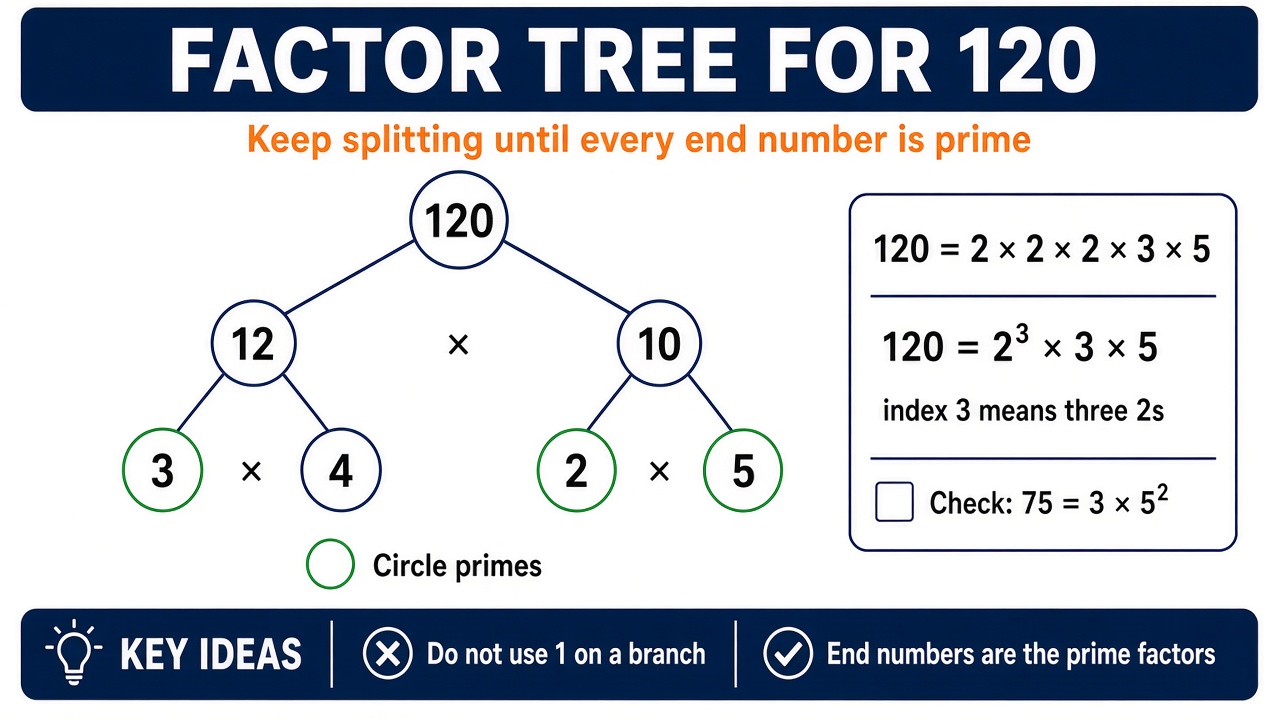 FACTOR TREE FOR 120
Keep splitting until every end number is prime
120
12 × 10
3 × 4 2 × 5
Circle primes
120 = 2 × 2 × 2 × 3 × 5
120 = 2³ × 3 × 5
index 3 means three 2s
Check: 75 = 3 × 5²
KEY IDEAS
Do not use 1 on a branch
End numbers are the prime factors